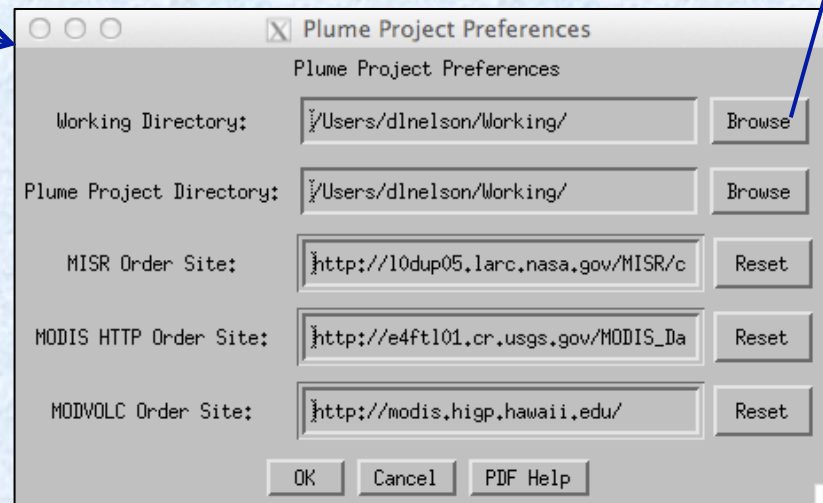 Plume Project Preferences
Plume Project Preferences
Working Directory: /Users/dlnelson/Working/ Browse
Plume Project Directory: /Users/dlnelson/Working/ Browse
MISR Order Site: http://l0dup05.larc.nasa.gov/MISR/c Reset
MODIS HTTP Order Site: http://e4ftl01.cr.usgs.gov/MODIS_Da Reset
MODVOLC Order Site: http://modis.higp.hawaii.edu/ Reset
OK Cancel PDF Help